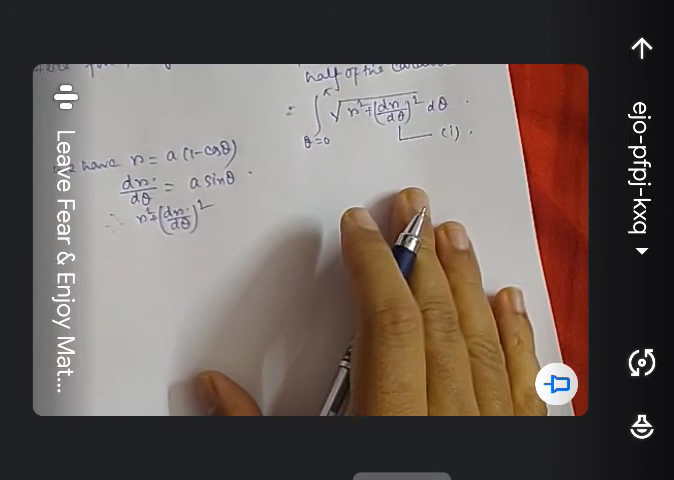 half of the
= ∫_{θ=0}^{π} √(r²+(dr/dθ)²) dθ .
(1) .
have r = a(1-cosθ)
dr/dθ = a sinθ .
∴ r²+(dr/dθ)²
Leave Fear & Enjoy Mat...
ejo-pfpj-kxq